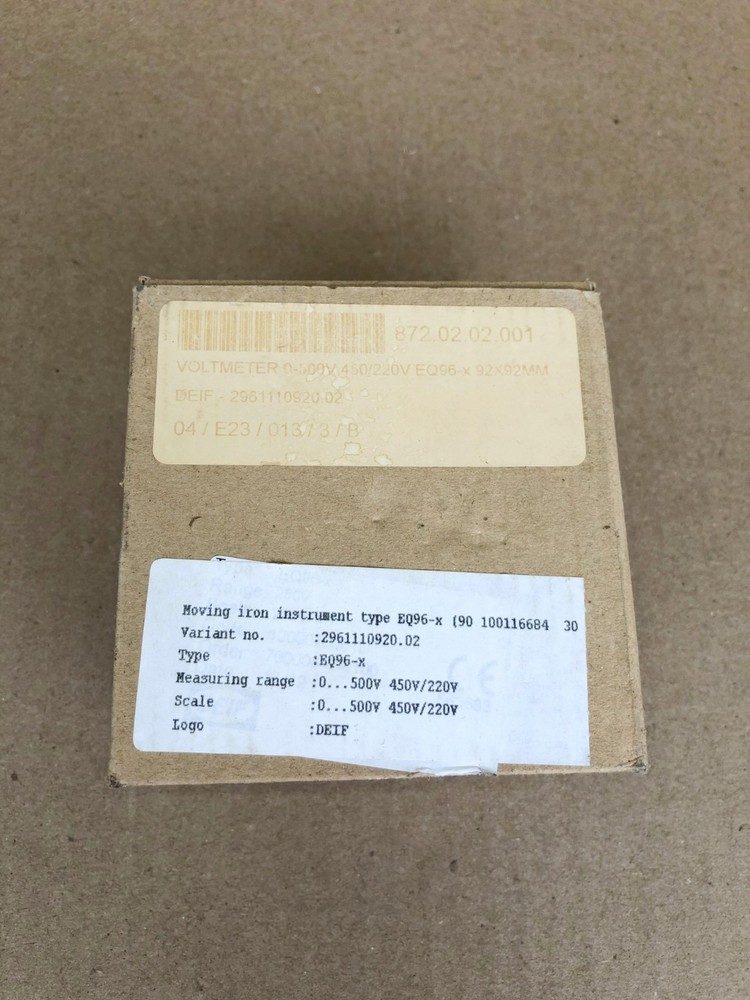 872.02.02.001
VOLTMETER 0-500V 450/220V EQ96-x 92X92MM
DEIF - 2961110920.02
04 / E23 / 013 / 3 / B
Moving iron instrument type EQ96-x (90 100116684 30
Variant no. :2961110920.02
Type :EQ96-x
Measuring range :0...500V 450V/220V
Scale :0...500V 450V/220V
Logo :DEIF